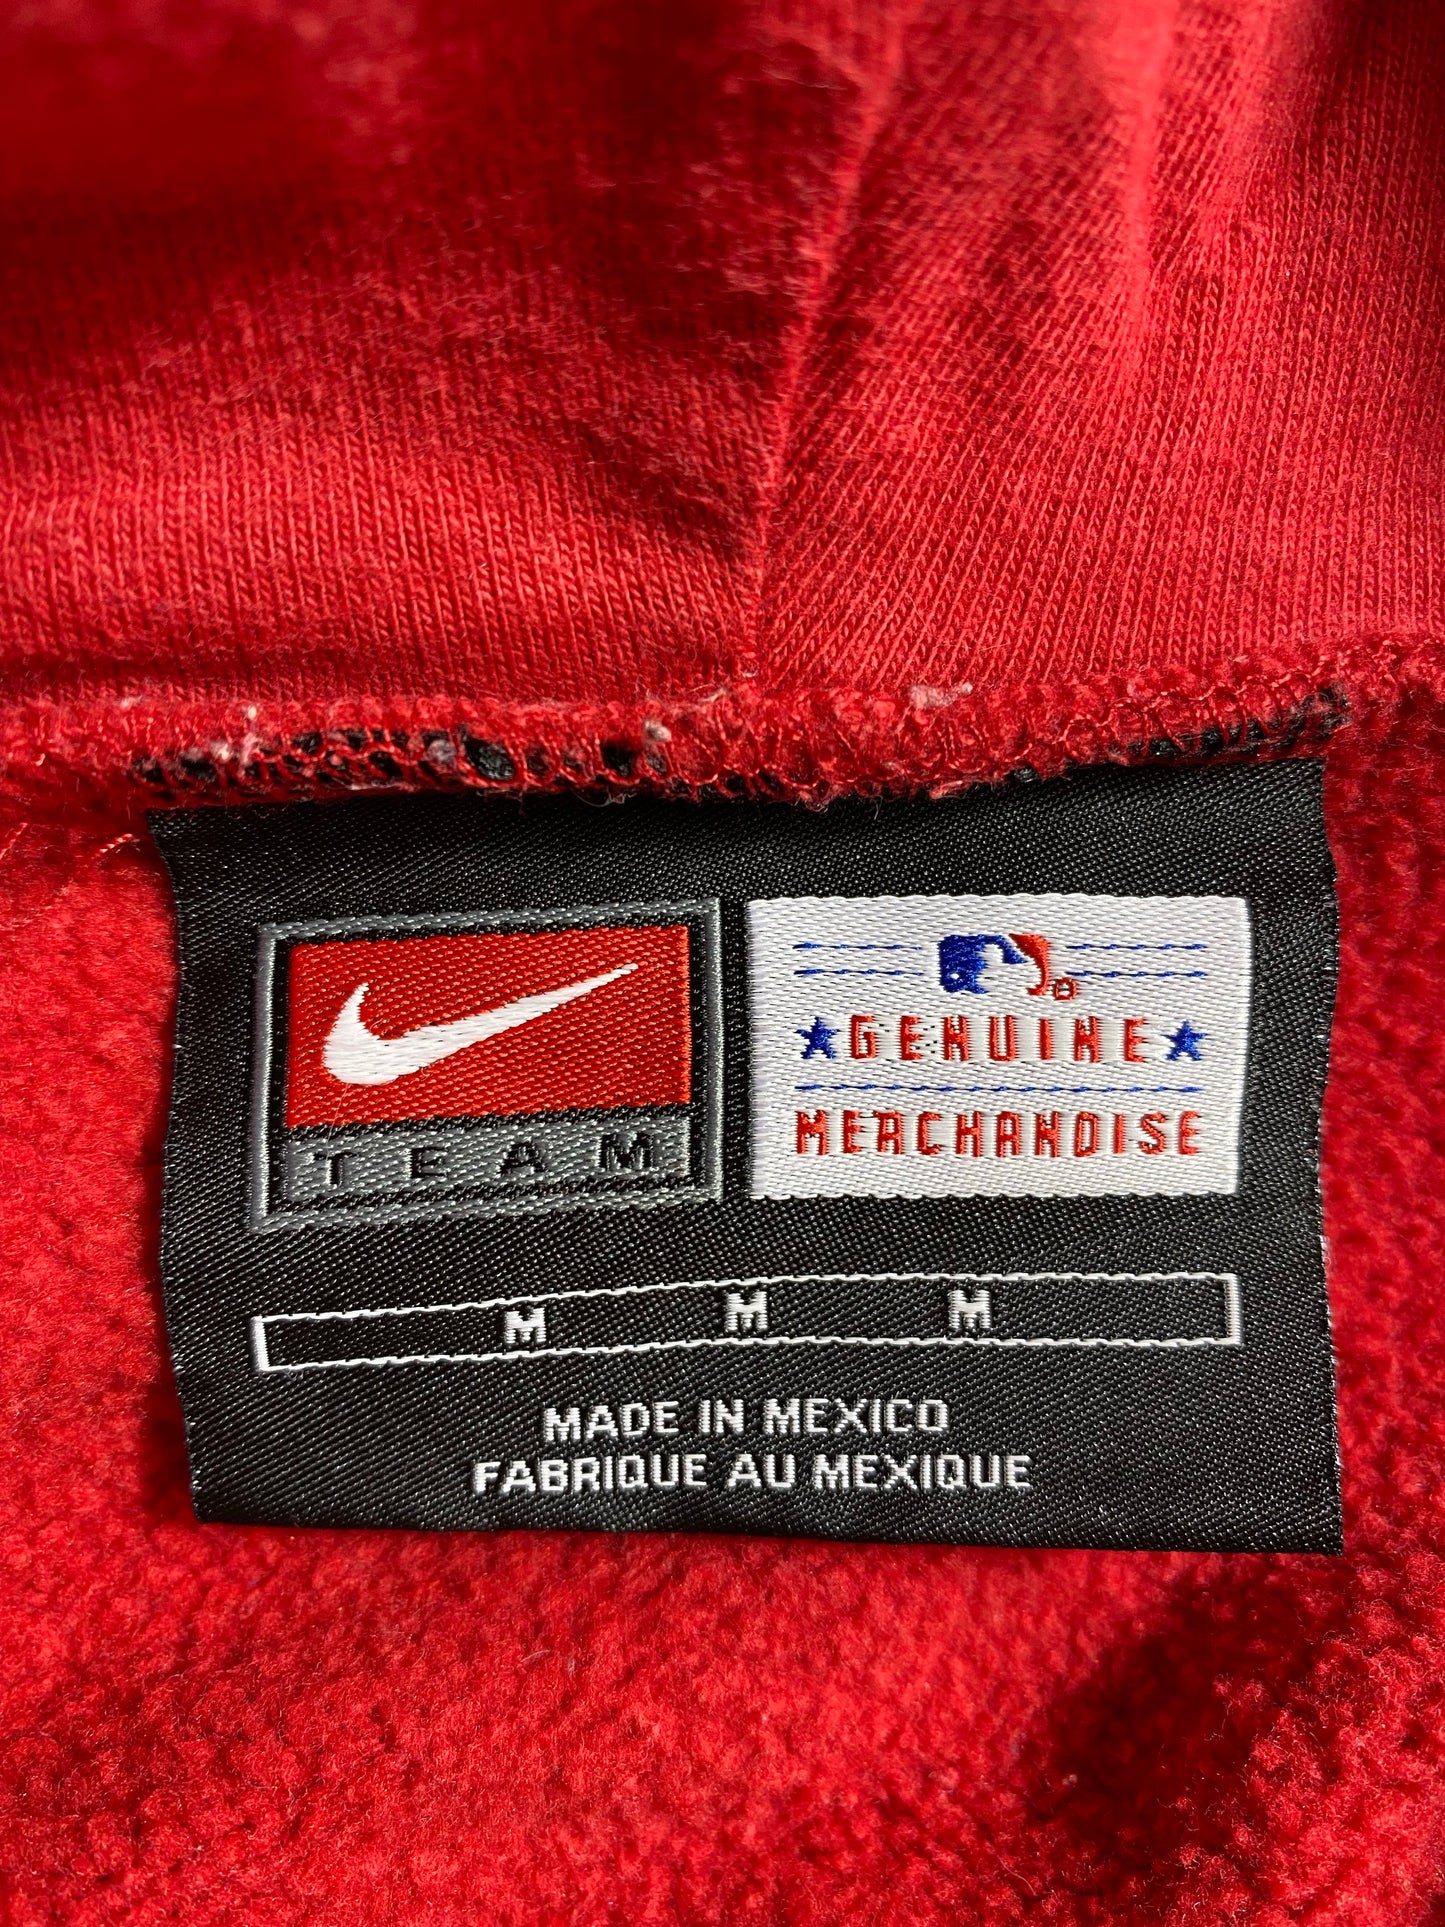 TEAM
GENUINE
MERCHANDISE
M M M
MADE IN MEXICO
FABRIQUE AU MEXIQUE